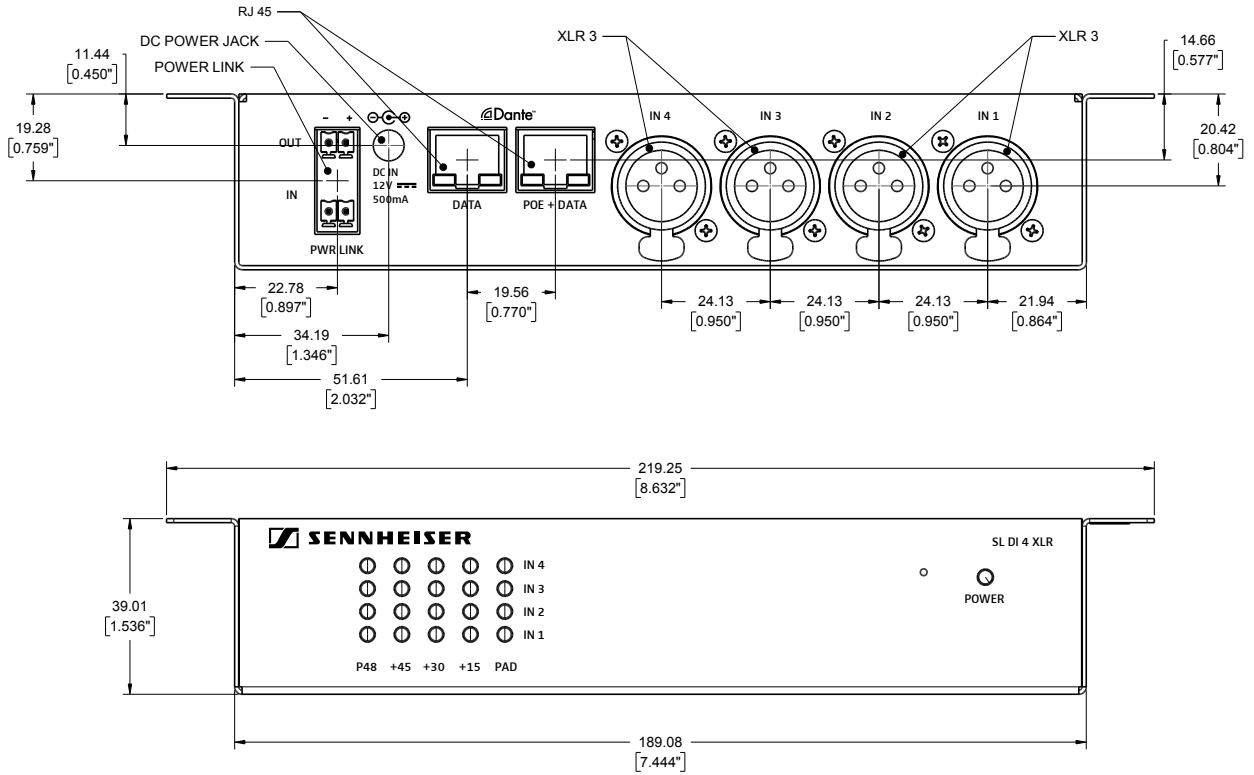 RJ 45
DC POWER JACK
POWER LINK
XLR 3
XLR 3
11.44
[0.450"]
14.66
[0.577"]
19.28
[0.759"]
20.42
[0.804"]
- +
Dante™
IN 4
IN 3
IN 2
IN 1
OUT
IN
DC IN
12V
500mA
DATA
POE + DATA
PWR LINK
22.78
[0.897"]
34.19
[1.346"]
51.61
[2.032"]
19.56
[0.770"]
24.13
[0.950"]
24.13
[0.950"]
24.13
[0.950"]
21.94
[0.864"]
219.25
[8.632"]
SENNHEISER
SL DI 4 XLR
IN 4
IN 3
IN 2
IN 1
POWER
P48 +45 +30 +15 PAD
39.01
[1.536"]
189.08
[7.444"]